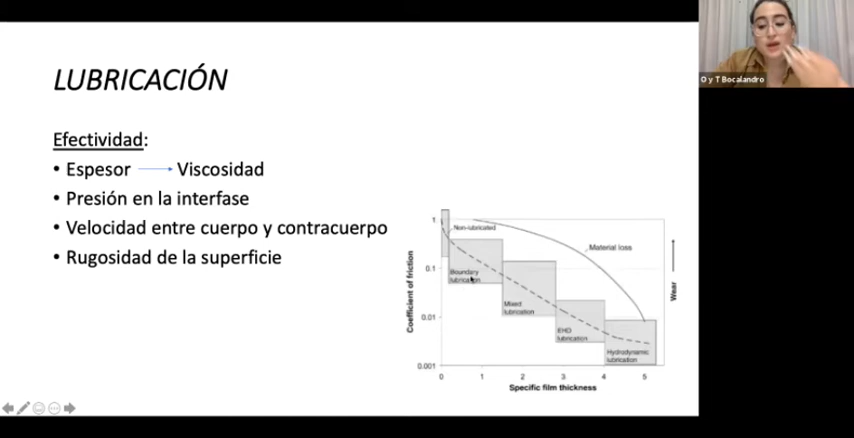 LUBRICACIÓN
Efectividad:
• Espesor → Viscosidad
• Presión en la interfase
• Velocidad entre cuerpo y contracuerpo
• Rugosidad de la superficie
O y T Bocalandro
Coefficient of friction
1
0.1
0.01
0.001
Non-lubricated
Boundary
lubrication
Mixed
lubrication
EHD
lubrication
Hydrodynamic
lubrication
Material loss
Wear
0 1 2 3 4 5
Specific film thickness